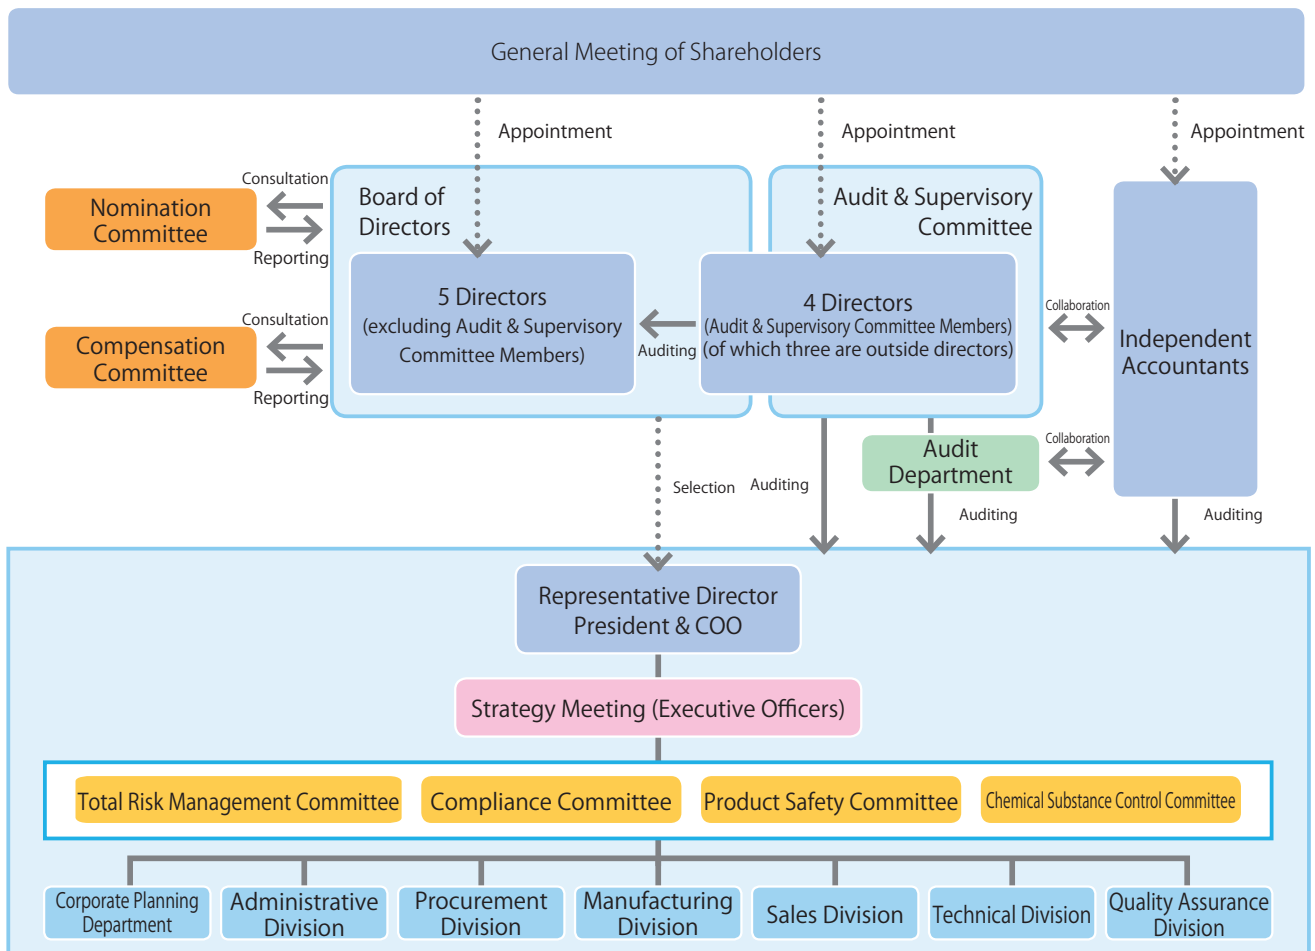 General Meeting of Shareholders
Appointment
Appointment
Appointment
Consultation
Nomination
Committee
Reporting
Board of
Directors
Audit & Supervisory
Committee
5 Directors
(excluding Audit & Supervisory
Committee Members)
Auditing
4 Directors
(Audit & Supervisory Committee Members)
(of which three are outside directors)
Collaboration
Independent
Accountants
Consultation
Compensation
Committee
Reporting
Audit
Department
Collaboration
Selection
Auditing
Auditing
Auditing
Representative Director
President & COO
Strategy Meeting (Executive Officers)
Total Risk Management Committee
Compliance Committee
Product Safety Committee
Chemical Substance Control Committee
Corporate Planning
Department
Administrative
Division
Procurement
Division
Manufacturing
Division
Sales Division
Technical Division
Quality Assurance
Division